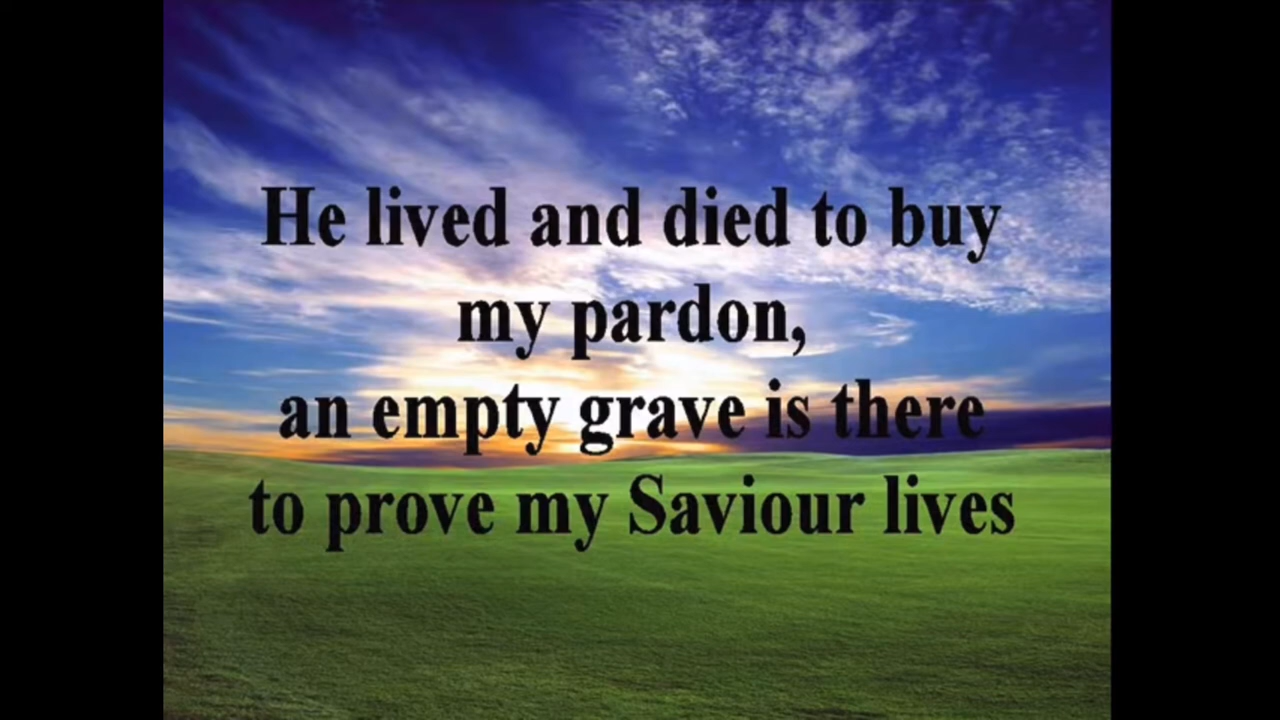 He lived and died to buy
my pardon,
an empty grave is there
to prove my Saviour lives